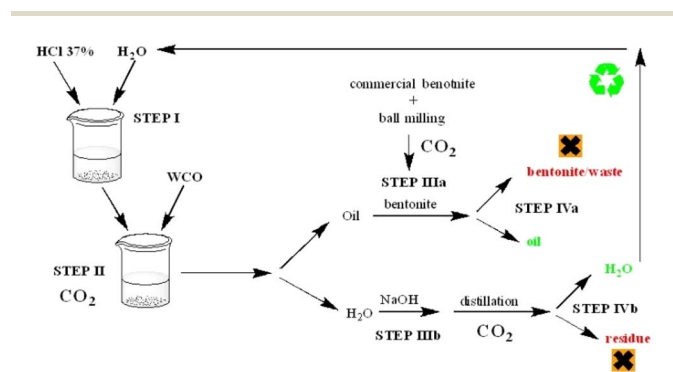 HCl 37% H₂O
STEP I
WCO
STEP II
CO₂
commercial benotnite
+
ball milling
CO₂
STEP IIIa
Oil bentonite
bentonite/waste
STEP IVa
oil
H₂O NaOH distillation
STEP IIIb CO₂
H₂O
STEP IVb
residue